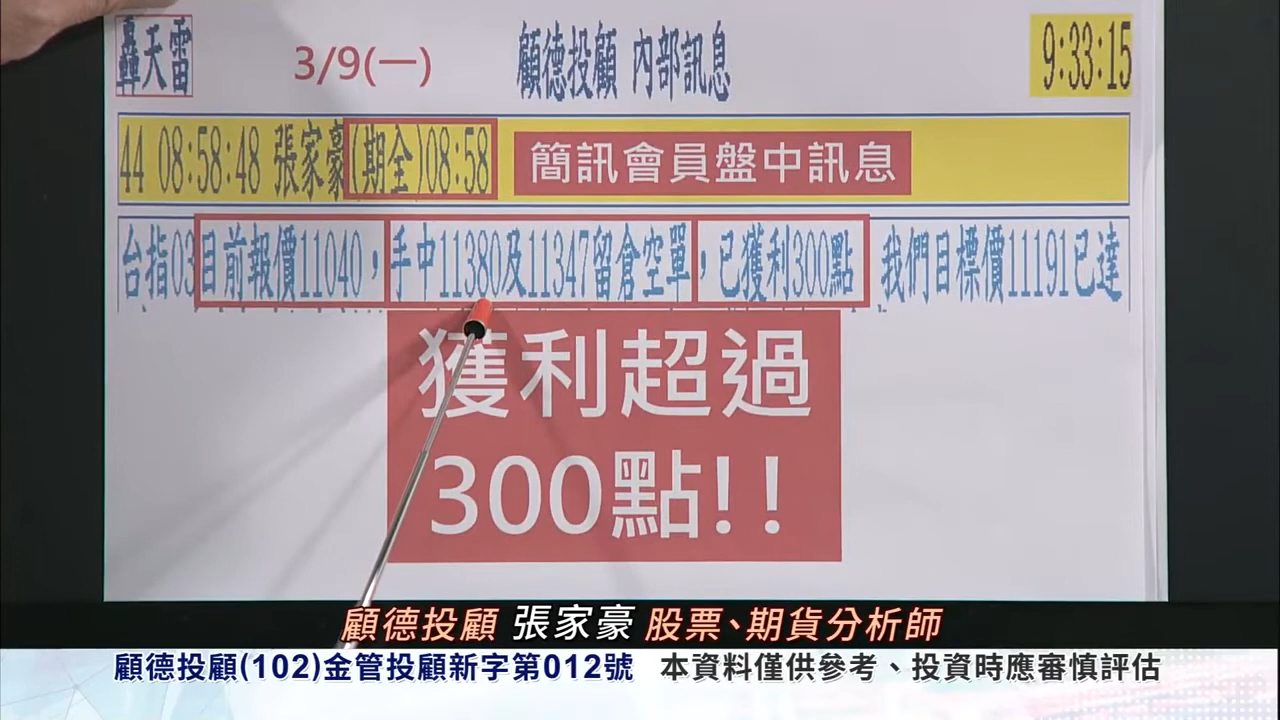 轟天雷 3/9(一) 顧德投顧 內部訊息 9:33:15
44 08:58:48 張家豪(期全)08:58 簡訊會員盤中訊息
台指03目前報價11040，手中11380及11347留倉空單，已獲利300點 我們目標價11191已達
獲利超過
300點!!
顧德投顧 張家豪 股票、期貨分析師
顧德投顧(102)金管投顧新字第012號 本資料僅供參考、投資時應審慎評估